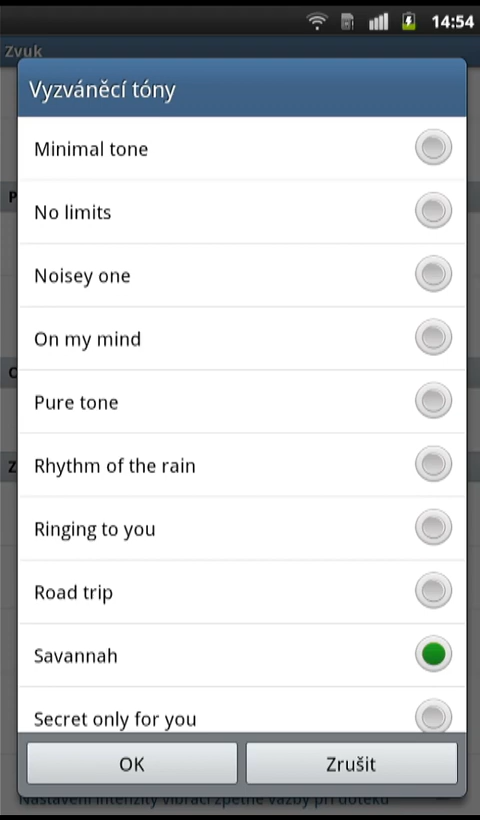 14:54
Zvuk
Vyzváněcí tóny
Minimal tone
No limits
Noisey one
On my mind
Pure tone
Rhythm of the rain
Ringing to you
Road trip
Savannah
Secret only for you
OK
Zrušit
Nastavení intenzity vibrací zpětné vazby při doteku